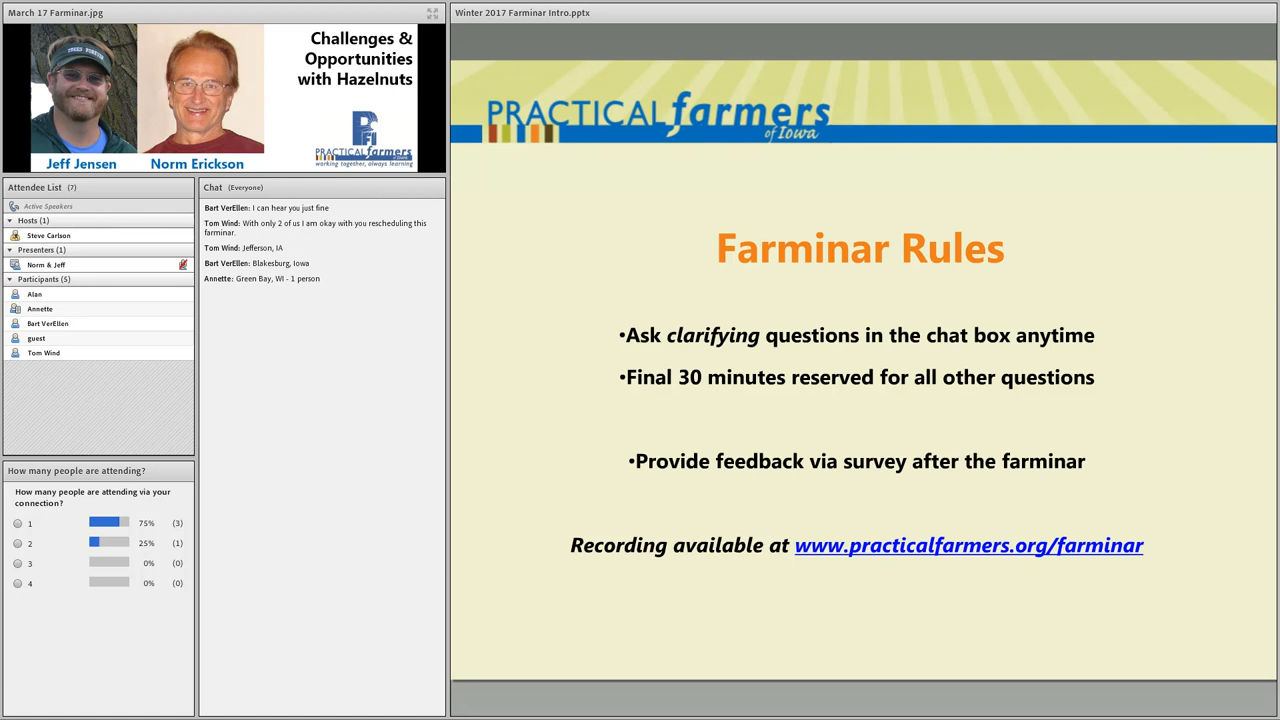 March 17 Farminar.jpg
Challenges &
Opportunities
with Hazelnuts
PFI
PRACTICAL farmers
of Iowa
working together, always learning
Jeff Jensen
Norm Erickson
Attendee List (7)
Active Speakers
Hosts (1)
Steve Carlson
Presenters (1)
Norm & Jeff
Participants (5)
Alan
Annette
Bart VerEllen
guest
Tom Wind
How many people are attending?
How many people are attending via your
connection?
1 75% (3)
2 25% (1)
3 0% (0)
4 0% (0)
Chat (Everyone)
Bart VerEllen: I can hear you just fine
Tom Wind: With only 2 of us I am okay with you rescheduling this
farminar.
Tom Wind: Jefferson, IA
Bart VerEllen: Blakesburg, Iowa
Annette: Green Bay, WI - 1 person
Winter 2017 Farminar Intro.pptx
PRACTICAL farmers
of Iowa
Farminar Rules
•Ask clarifying questions in the chat box anytime
•Final 30 minutes reserved for all other questions
•Provide feedback via survey after the farminar
Recording available at www.practicalfarmers.org/farminar